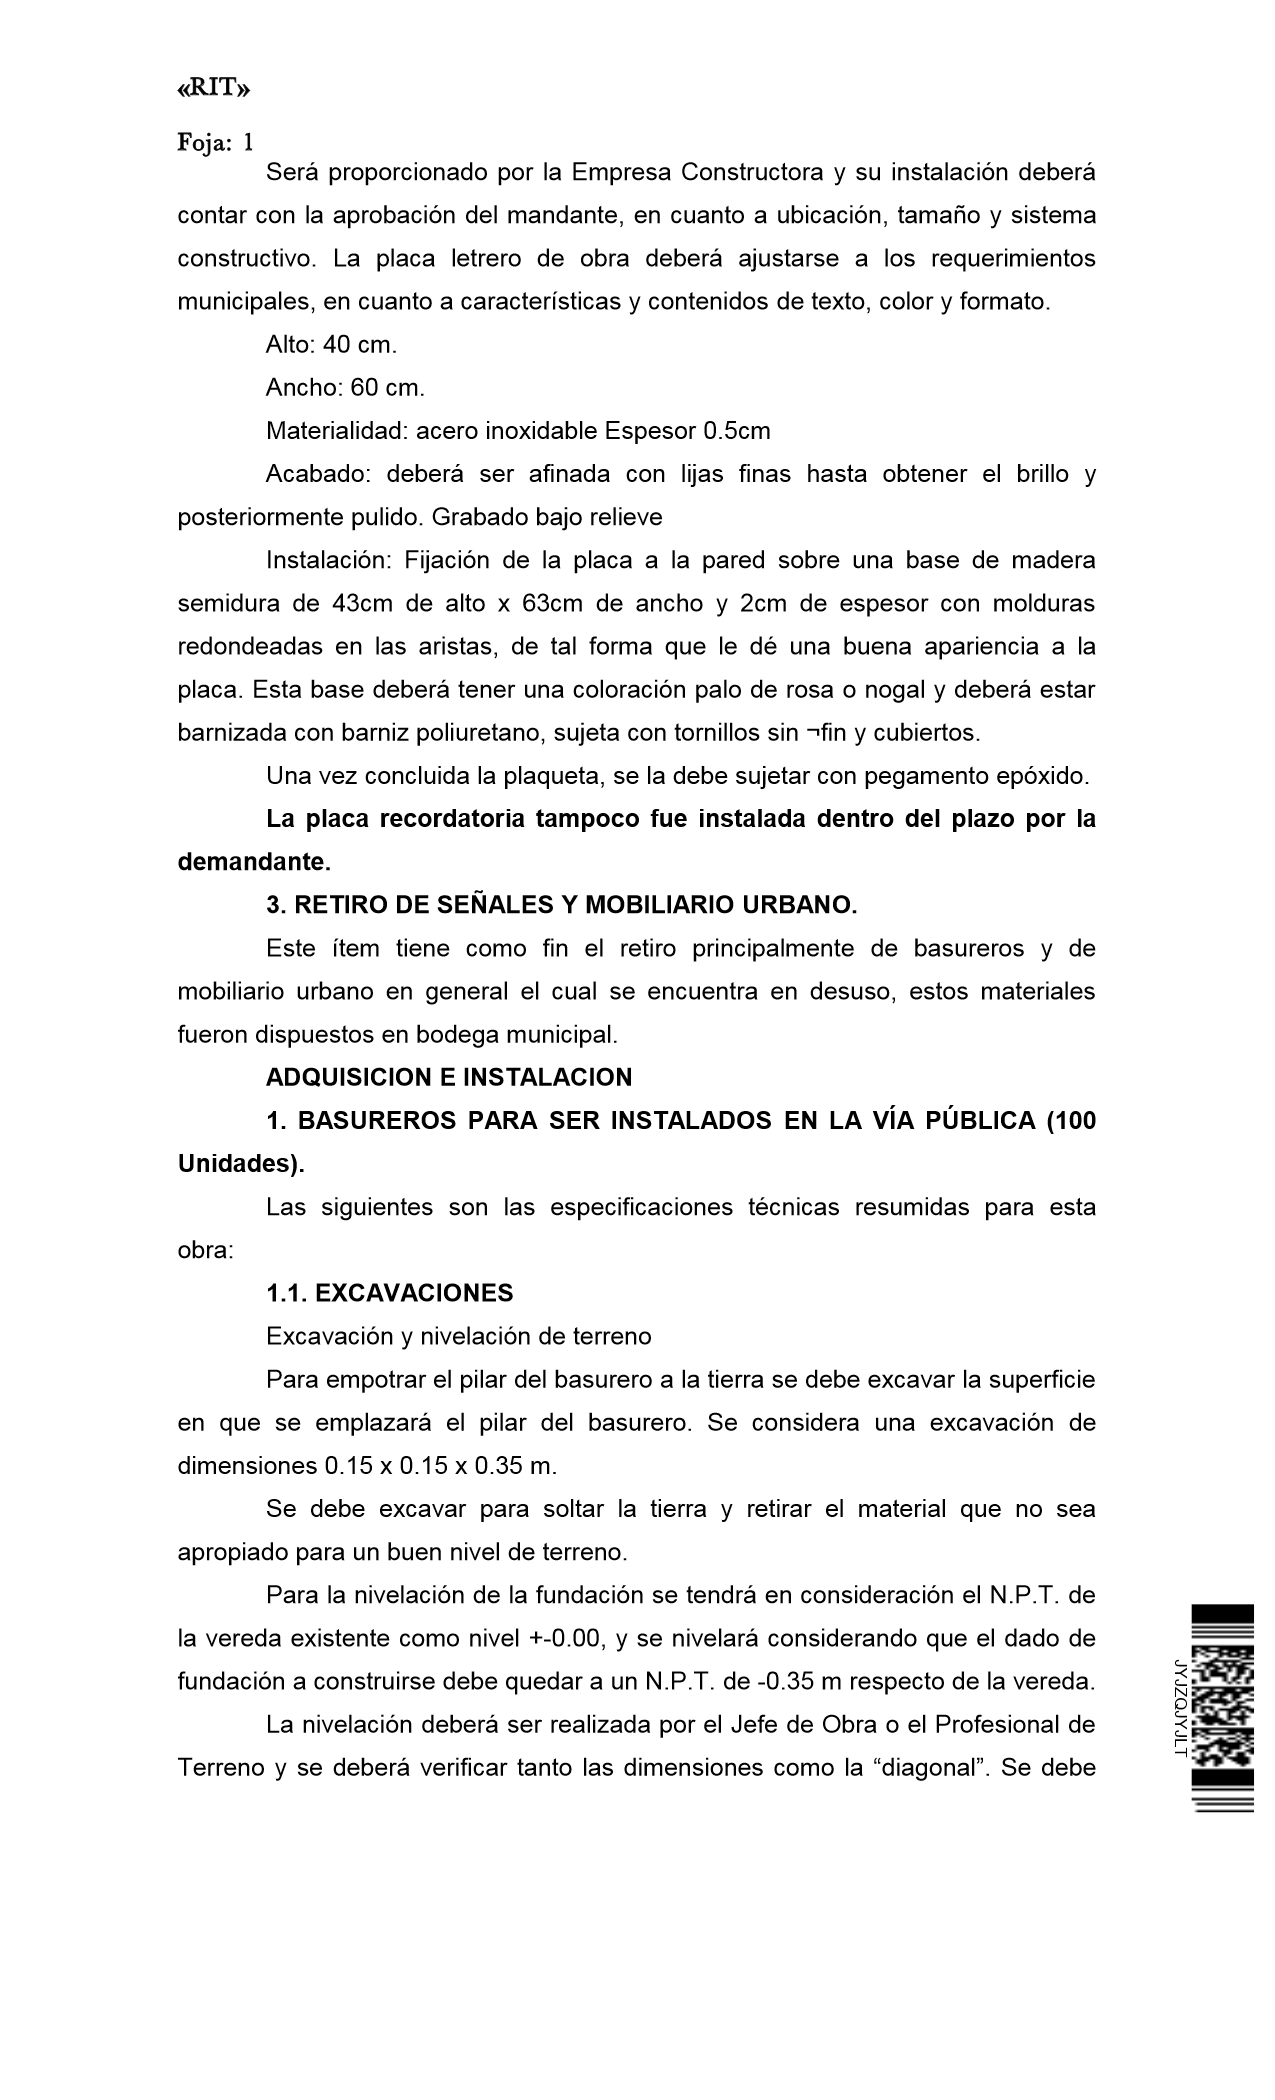 «RIT»
Foja: 1
Será proporcionado por la Empresa Constructora y su instalación deberá
contar con la aprobación del mandante, en cuanto a ubicación, tamaño y sistema
constructivo. La placa letrero de obra deberá ajustarse a los requerimientos
municipales, en cuanto a características y contenidos de texto, color y formato.
Alto: 40 cm.
Ancho: 60 cm.
Materialidad: acero inoxidable Espesor 0.5cm
Acabado: deberá ser afinada con lijas finas hasta obtener el brillo y
posteriormente pulido. Grabado bajo relieve
Instalación: Fijación de la placa a la pared sobre una base de madera
semidura de 43cm de alto x 63cm de ancho y 2cm de espesor con molduras
redondeadas en las aristas, de tal forma que le dé una buena apariencia a la
placa. Esta base deberá tener una coloración palo de rosa o nogal y deberá estar
barnizada con barniz poliuretano, sujeta con tornillos sin ¬fin y cubiertos.
Una vez concluida la plaqueta, se la debe sujetar con pegamento epóxido.
La placa recordatoria tampoco fue instalada dentro del plazo por la
demandante.
3. RETIRO DE SEÑALES Y MOBILIARIO URBANO.
Este ítem tiene como fin el retiro principalmente de basureros y de
mobiliario urbano en general el cual se encuentra en desuso, estos materiales
fueron dispuestos en bodega municipal.
ADQUISICION E INSTALACION
1. BASUREROS PARA SER INSTALADOS EN LA VÍA PÚBLICA (100
Unidades).
Las siguientes son las especificaciones técnicas resumidas para esta
obra:
1.1. EXCAVACIONES
Excavación y nivelación de terreno
Para empotrar el pilar del basurero a la tierra se debe excavar la superficie
en que se emplazará el pilar del basurero. Se considera una excavación de
dimensiones 0.15 x 0.15 x 0.35 m.
Se debe excavar para soltar la tierra y retirar el material que no sea
apropiado para un buen nivel de terreno.
Para la nivelación de la fundación se tendrá en consideración el N.P.T. de
la vereda existente como nivel +-0.00, y se nivelará considerando que el dado de
fundación a construirse debe quedar a un N.P.T. de -0.35 m respecto de la vereda.
La nivelación deberá ser realizada por el Jefe de Obra o el Profesional de
Terreno y se deberá verificar tanto las dimensiones como la “diagonal”. Se debe
JYJZQJYJLT